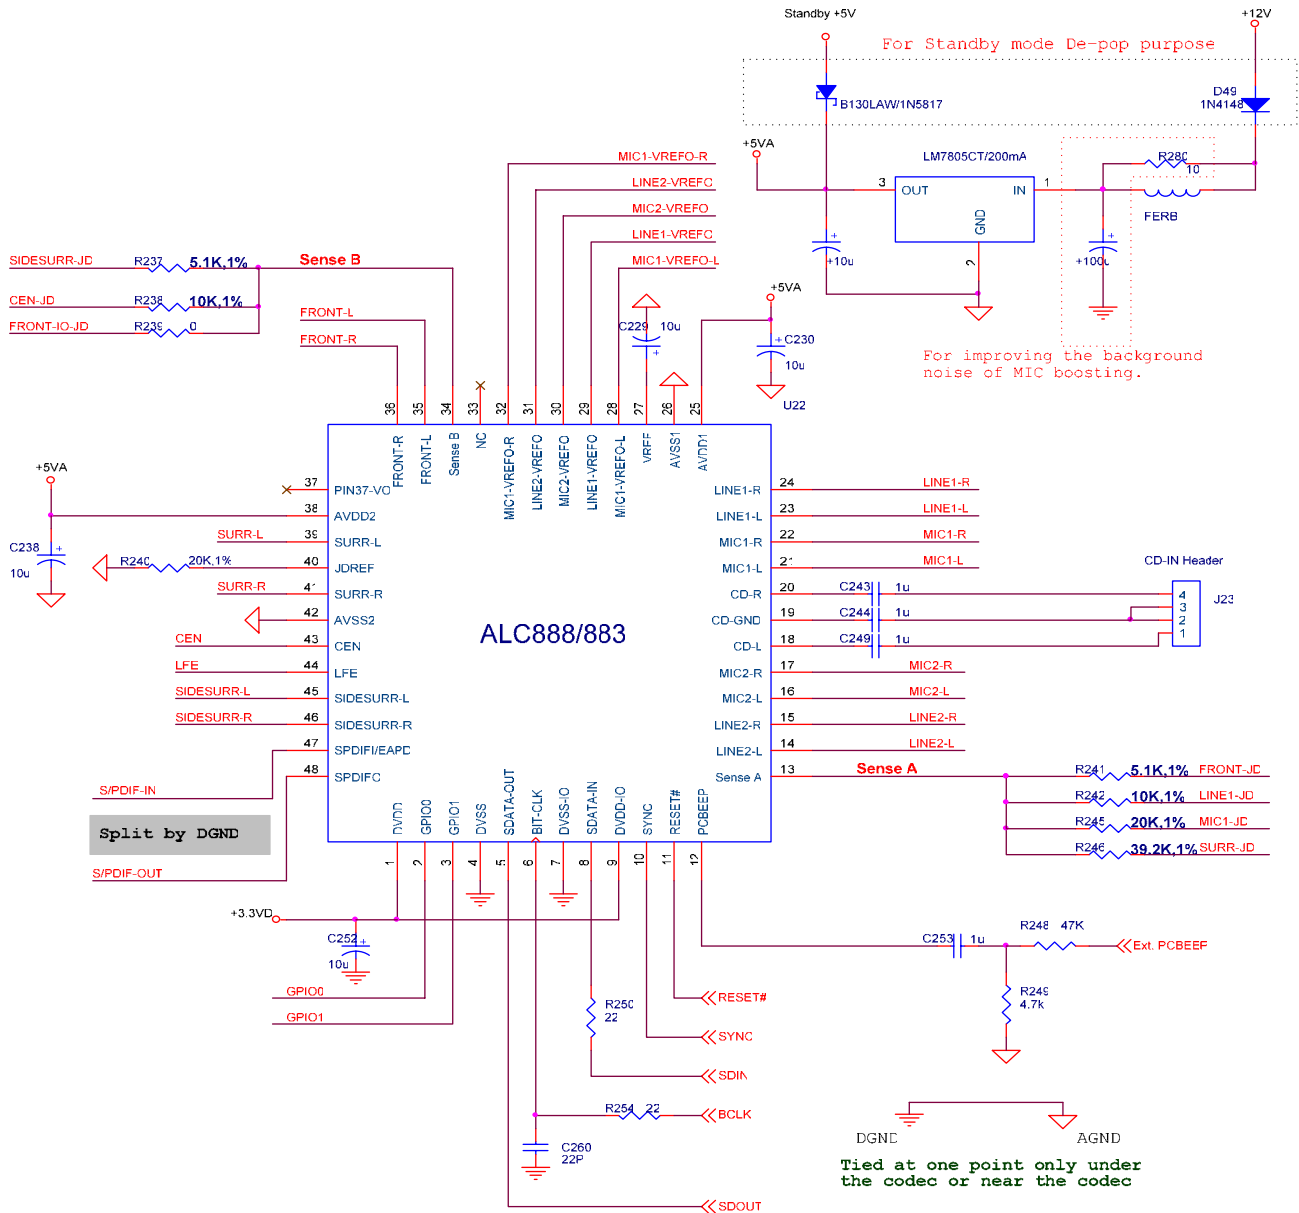 Standby +5V
+12V
For Standby mode De-pop purpose
B130LAW/1N5817
D49
1N4148
+5VA
LM7805CT/200mA
R280
10
3
OUT
IN
1
GND
2
FERB
+10u
+100u
For improving the background
noise of MIC boosting.
MIC1-VREFO-R
LINE2-VREFO
MIC2-VREFO
LINE1-VREFO
MIC1-VREFO-L
SIDESURR-JD
R237
5.1K,1%
Sense B
CEN-JD
R238
10K,1%
FRONT-IO-JD
R239
0
FRONT-L
FRONT-R
C229
10u
+5VA
C230
10u
U22
36
35
34
33
32
31
30
29
28
27
26
25
FRONT-R
FRONT-L
Sense B
NC
MIC1-VREFO-R
LINE2-VREFO
MIC2-VREFO
LINE1-VREFO
MIC1-VREFO-L
VREF
AVSS1
AVDD1
+5VA
C238
10u
37
PIN37-VO
38
AVDD2
SURR-L
39
SURR-L
R240
20K,1%
40
JDREF
SURR-R
41
SURR-R
42
AVSS2
CEN
43
CEN
LFE
44
LFE
SIDESURR-L
45
SIDESURR-L
SIDESURR-R
46
SIDESURR-R
47
SPDIFI/EAPD
48
SPDIFO
S/PDIF-IN
Split by DGND
S/PDIF-OUT
ALC888/883
LINE1-R
24
LINE1-R
LINE1-L
23
LINE1-L
MIC1-R
22
MIC1-R
MIC1-L
21
MIC1-L
CD-R
20
C243
1u
CD-GND
19
C244
1u
CD-L
18
C249
1u
CD-IN Header
4
3
2
1
J23
MIC2-R
17
MIC2-R
MIC2-L
16
MIC2-L
LINE2-R
15
LINE2-R
LINE2-L
14
LINE2-L
Sense A
13
Sense A
R241
5.1K,1%
FRONT-JD
R242
10K,1%
LINE1-JD
R245
20K,1%
MIC1-JD
R246
39.2K,1%
SURR-JD
DVDD
GPIO0
GPIO1
DVSS
SDATA-OUT
BIT-CLK
DVSS-IO
SDATA-IN
DVDD-IO
SYNC
RESET#
PCBEEP
1
2
3
4
5
6
7
8
9
10
11
12
+3.3VD
C252
10u
GPIO0
GPIO1
C253
1u
R248
47K
Ext. PCBEEP
R249
4.7k
R250
22
RESET#
SYNC
SDIN
R254
22
BCLK
C260
22P
SDOUT
DGND
AGND
Tied at one point only under
the codec or near the codec